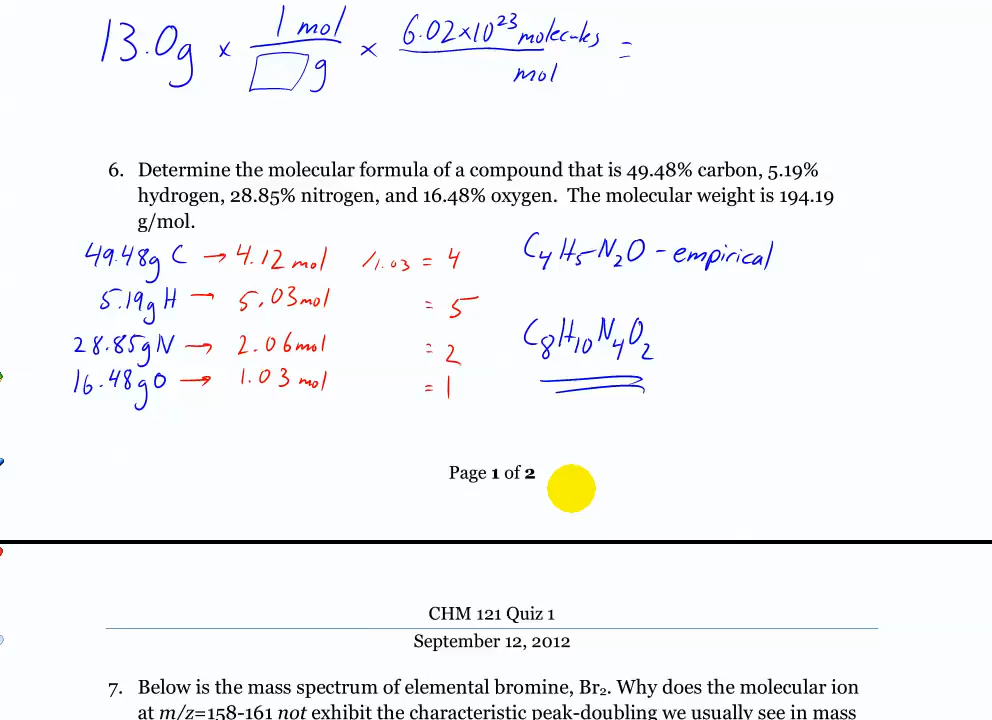 13.0g × 1 mol / □ g × 6.02×10²³ molecules / mol =
6. Determine the molecular formula of a compound that is 49.48% carbon, 5.19%
hydrogen, 28.85% nitrogen, and 16.48% oxygen. The molecular weight is 194.19
g/mol.
49.48g C → 4.12 mol /1.03 = 4 C₄H₅N₂O - empirical
5.19g H → 5.03 mol = 5
28.85g N → 2.06 mol = 2 C₈H₁₀N₄O₂
16.48g O → 1.03 mol = 1
Page 1 of 2
CHM 121 Quiz 1
September 12, 2012
7. Below is the mass spectrum of elemental bromine, Br₂. Why does the molecular ion
at m/z=158-161 not exhibit the characteristic peak-doubling we usually see in mass